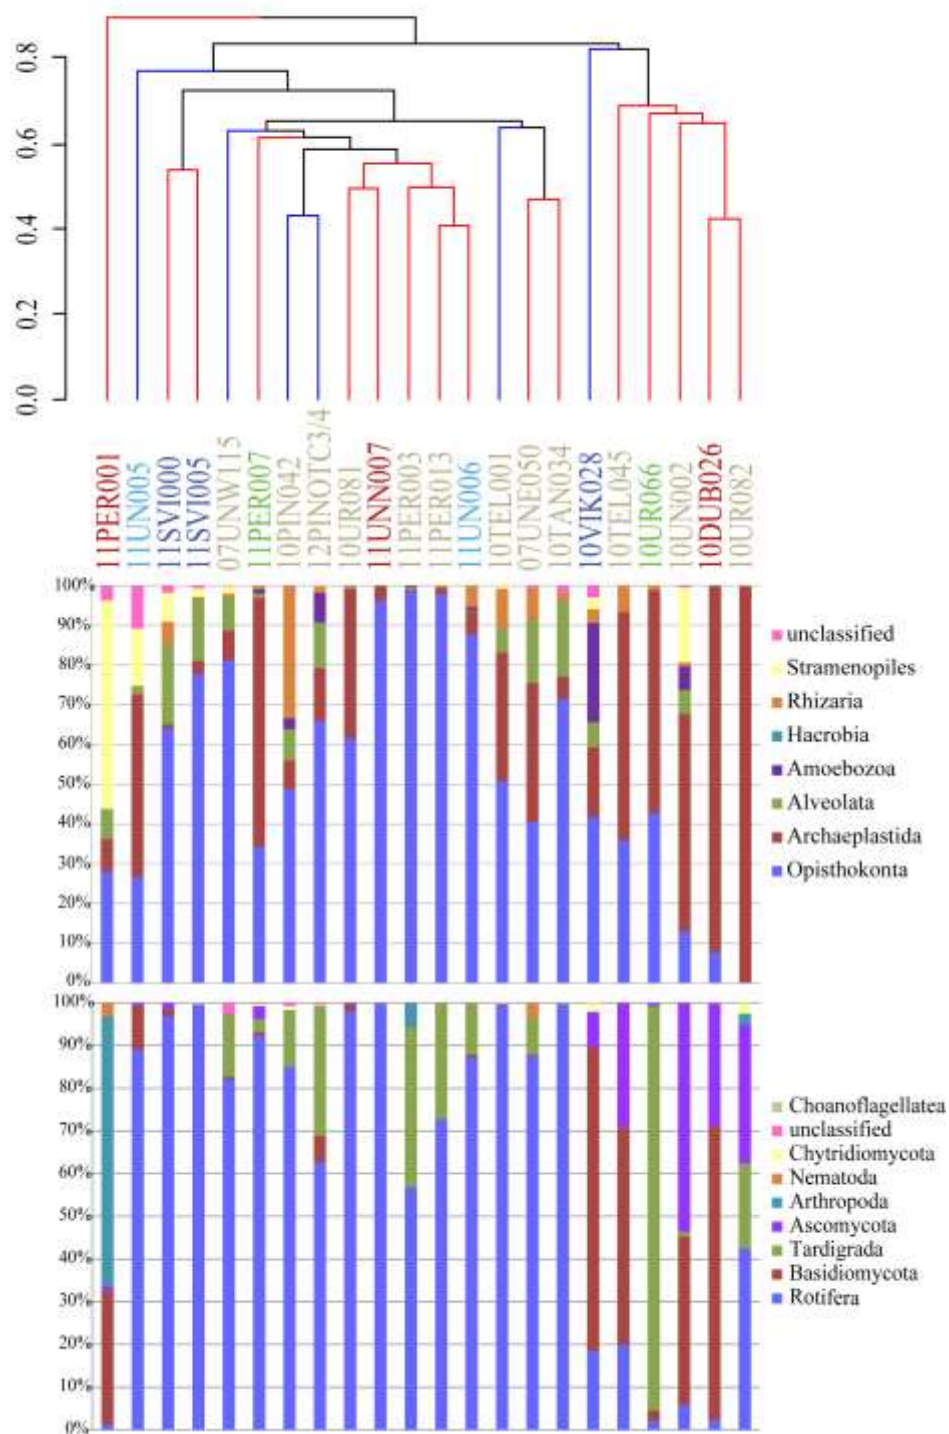 0.8
0.6
0.4
0.2
0.0
11PER001
11UN005
11SVI000
11SVI005
07UNW115
11PER007
10PIN042
12PINOTC3/4
10UR081
11UNN007
11PER003
11PER013
11UN006
10TEL001
07UNE050
10TAN034
10VIK028
10TEL045
10UR066
10UN002
10DUB026
10UR082
100%
90%
80%
70%
60%
50%
40%
30%
20%
10%
0%
unclassified
Stramenopiles
Rhizaria
Hacrobia
Amoebozoa
Alveolata
Archaeplastida
Opisthokonta
100%
90%
80%
70%
60%
50%
40%
30%
20%
10%
0%
Choanoflagellatea
unclassified
Chytridiomycota
Nematoda
Arthropoda
Ascomycota
Tardigrada
Basidiomycota
Rotifera